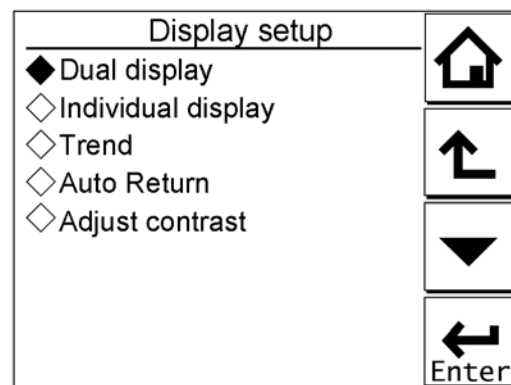 Display setup
Dual display
Individual display
Trend
Auto Return
Adjust contrast
Enter